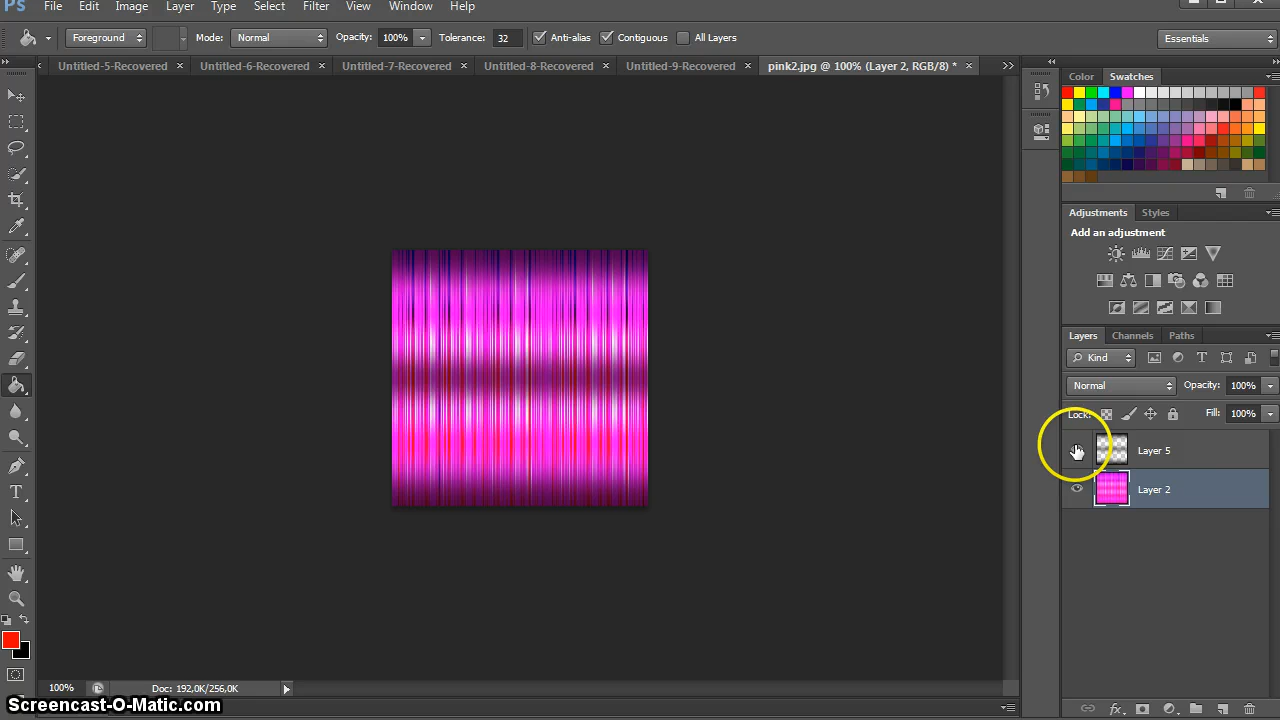 Ps File Edit Image Layer Type Select Filter View Window Help
Foreground Mode: Normal Opacity: 100% Tolerance: 32 Anti-alias Contiguous All Layers Essentials
Untitled-5-Recovered × Untitled-6-Recovered × Untitled-7-Recovered × Untitled-8-Recovered × Untitled-9-Recovered × pink2.jpg @ 100% (Layer 2, RGB/8) * ×
Color Swatches
Adjustments Styles
Add an adjustment
Layers Channels Paths
Kind
Normal Opacity: 100%
Lock: Fill: 100%
Layer 5
Layer 2
fx
100% Doc: 192,0K/256,0K
Screencast-O-Matic.com